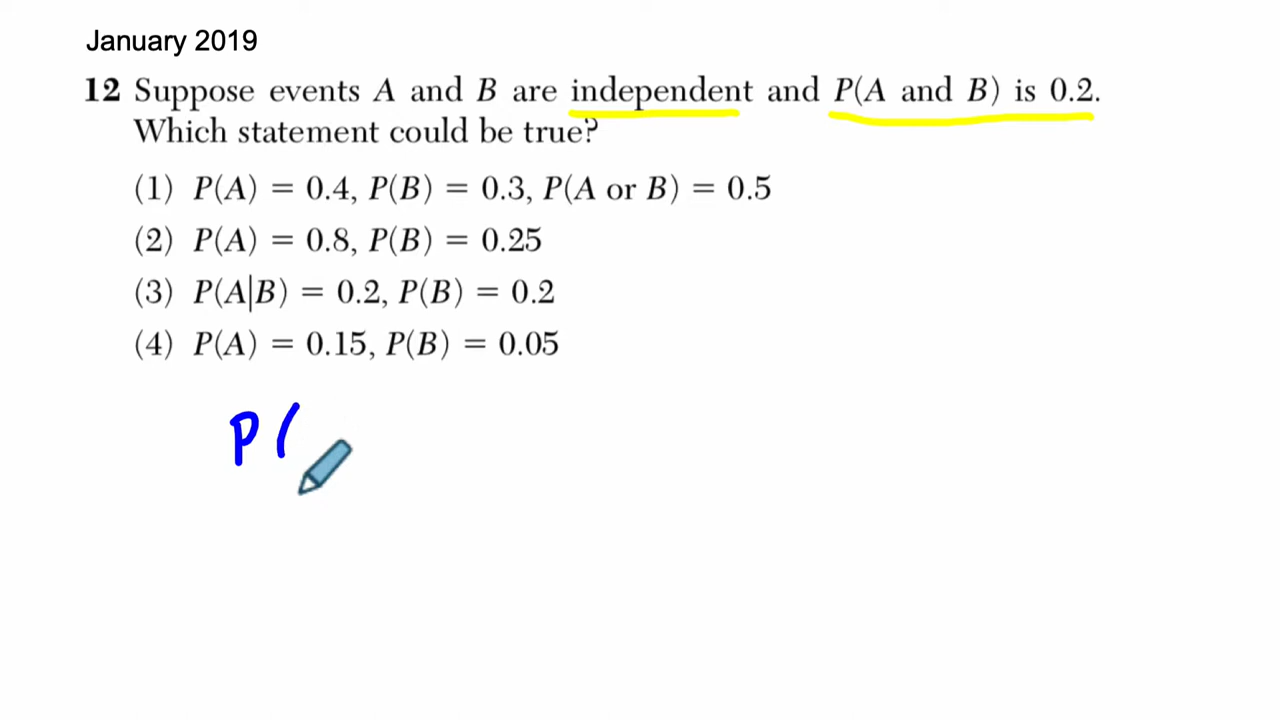 January 2019
12 Suppose events A and B are independent and P(A and B) is 0.2.
Which statement could be true?
(1) P(A) = 0.4, P(B) = 0.3, P(A or B) = 0.5
(2) P(A) = 0.8, P(B) = 0.25
(3) P(A|B) = 0.2, P(B) = 0.2
(4) P(A) = 0.15, P(B) = 0.05
P(